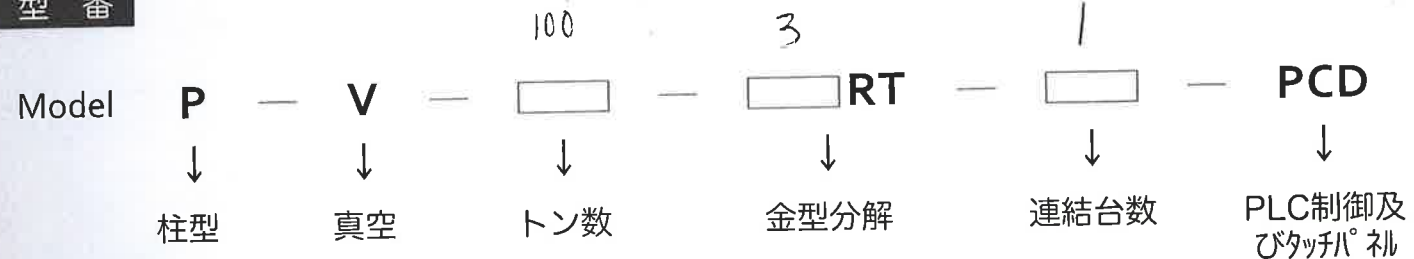 型 番
100 3 1
Model P — V — □ — □RT — □ — PCD
↓ ↓ ↓ ↓ ↓ ↓
柱型 真空 トン数 金型分解 連結台数 PLC制御及
びタッチパネル